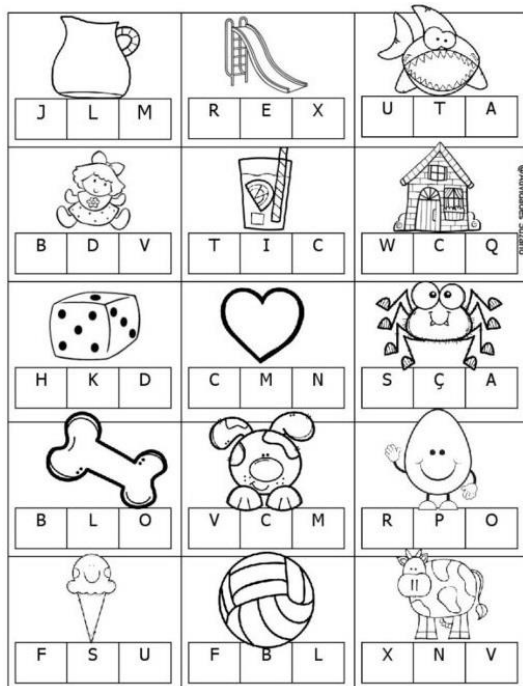 J L M
R E X
U T A
B D V
T I C
W C Q
H K D
C M N
S Ç A
B L O
V C M
R P O
F S U
F B L
X N V